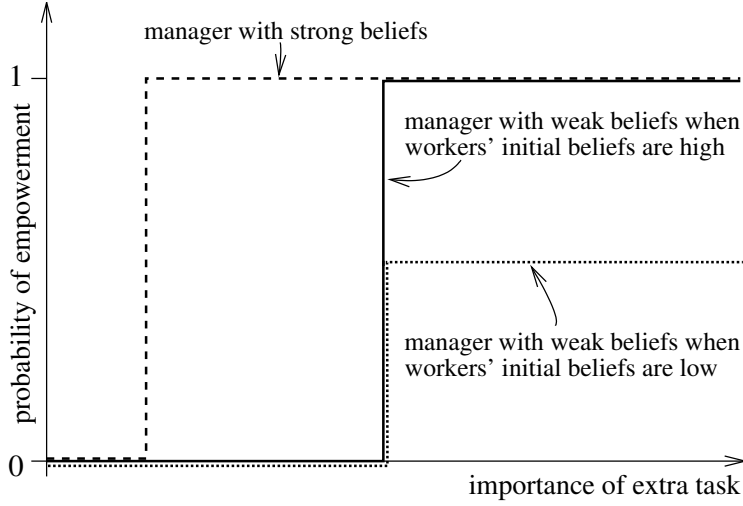 manager with strong beliefs
1
manager with weak beliefs when
workers' initial beliefs are high
probability of empowerment
manager with weak beliefs when
workers' initial beliefs are low
0
importance of extra task